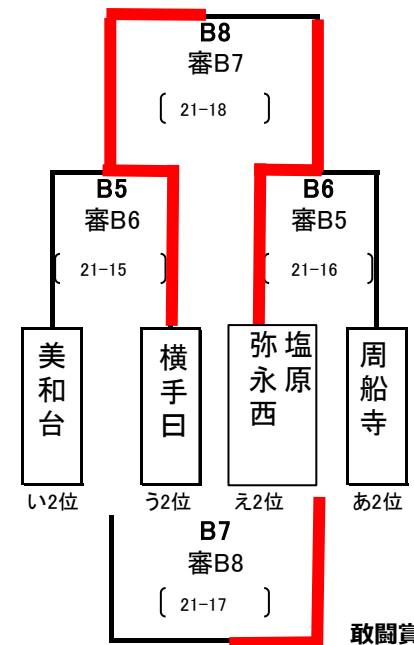 B8
審B7
〔 21-18 〕
B5
審B6
〔 21-15 〕
B6
審B5
〔 21-16 〕
美和台
横手曰
塩原
弥永西
周船寺
い2位
う2位
え2位
あ2位
B7
審B8
〔 21-17 〕
敢闘賞